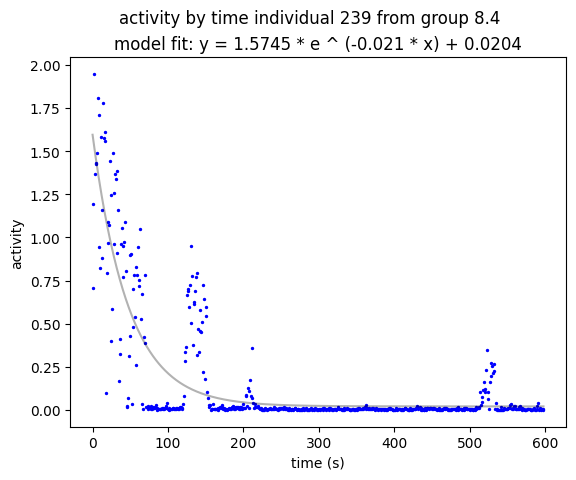 activity by time individual 239 from group 8.4
model fit: y = 1.5745 * e ^ (-0.021 * x) + 0.0204
2.00
1.75
1.50
1.25
1.00
0.75
0.50
0.25
0.00
activity
0 100 200 300 400 500 600
time (s)